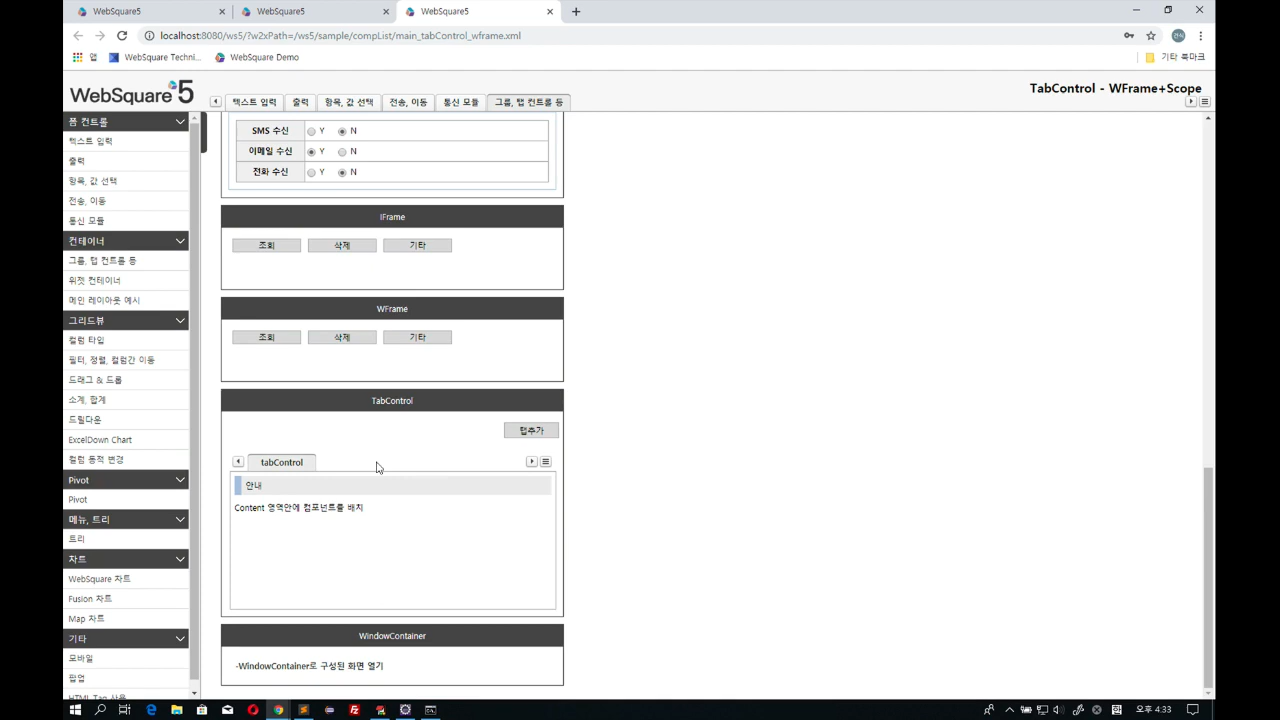 WebSquare5
WebSquare5
WebSquare5
localhost:8080/ws5/?w2xPath=/ws5/sample/compList/main_tabControl_wframe.xml
앱
WebSquare Techni...
WebSquare Demo
기타 북마크
WebSquare 5
TabControl - WFrame+Scope
텍스트 입력
출력
항목, 값 선택
전송, 이동
통신 모듈
그룹, 탭 컨트롤 등
폼 컨트롤
텍스트 입력
출력
항목, 값 선택
전송, 이동
통신 모듈
컨테이너
그룹, 탭 컨트롤 등
위젯 컨테이너
메인 레이아웃 예시
그리드뷰
컬럼 타입
필터, 정렬, 컬럼간 이동
드래그 & 드롭
소계, 합계
드릴다운
ExcelDown Chart
컬럼 동적 변경
Pivot
Pivot
메뉴, 트리
트리
차트
WebSquare 차트
Fusion 차트
Map 차트
기타
모바일
팝업
HTML Tag 사용
SMS 수신 Y N
이메일 수신 Y N
전화 수신 Y N
IFrame
조회 삭제 기타
WFrame
조회 삭제 기타
TabControl
탭추가
tabControl
안내
Content 영역안에 컴포넌트를 배치
WindowContainer
-WindowContainer로 구성된 화면 열기
오후 4:33